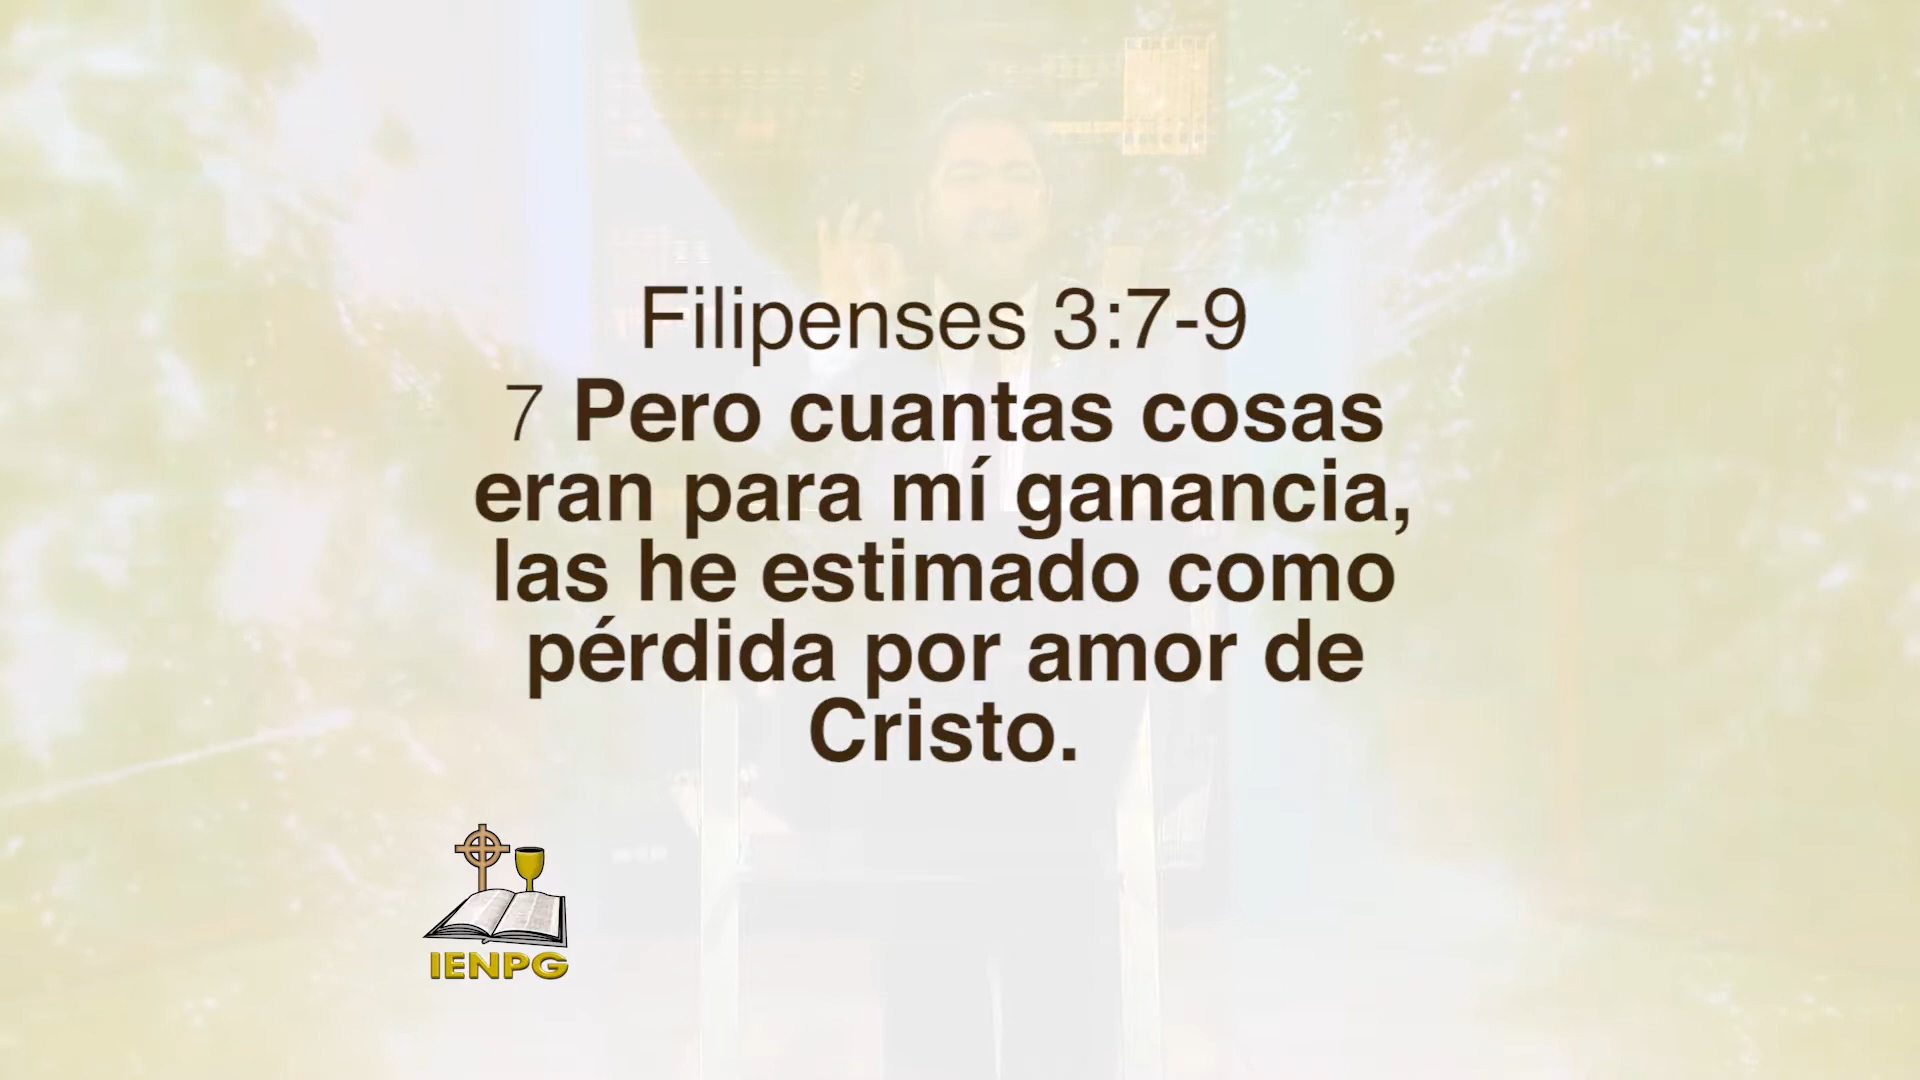 Filipenses 3:7-9
7 Pero cuantas cosas
eran para mí ganancia,
las he estimado como
pérdida por amor de
Cristo.
IENPG